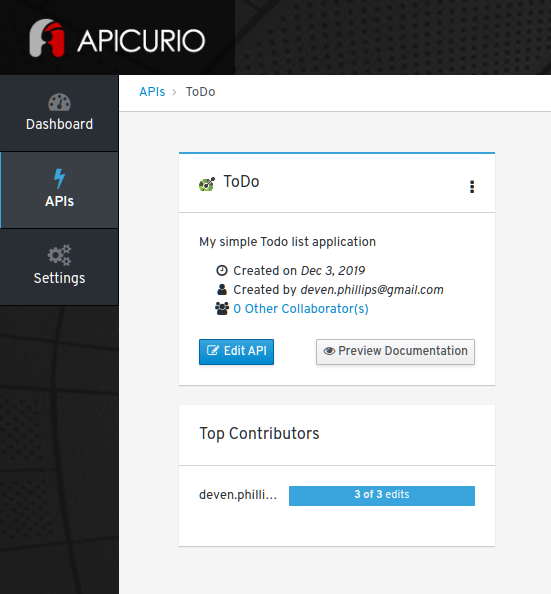 APICURIO
Dashboard
APIs
Settings
APIs › ToDo
ToDo
My simple Todo list application
Created on Dec 3, 2019
Created by deven.phillips@gmail.com
0 Other Collaborator(s)
Edit API
Preview Documentation
Top Contributors
deven.philli...
3 of 3 edits